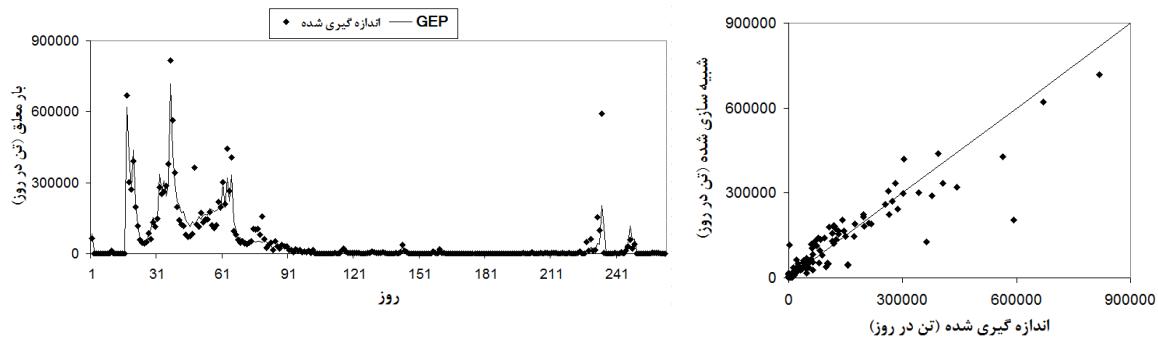 اندازه گیری شده
GEP
900000
600000
300000
0
بار معلق (تن در روز)
1 31 61 91 121 151 181 211 241
روز
900000
600000
300000
0
شبیه سازی شده (تن در روز)
0 300000 600000 900000
اندازه گیری شده (تن در روز)